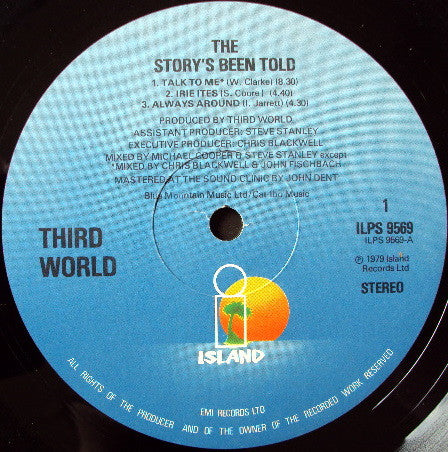 THE
STORY'S BEEN TOLD
1. TALK TO ME* (W. Clarke) (8.30)
2. IRIE ITES (S. Coore) (4.40)
3. ALWAYS AROUND (I. Jarrett) (4.30)
PRODUCED BY THIRD WORLD
ASSISTANT PRODUCER: STEVE STANLEY
EXECUTIVE PRODUCER: CHRIS BLACKWELL
MIXED BY MICHAEL COOPER & STEVE STANLEY except
*MIXED BY CHRIS BLACKWELL & JOHN FISCHBACH
MASTERED AT THE SOUND CLINIC BY JOHN DENT
Blue Mountain Music Ltd/Cat Ibo Music
THIRD
WORLD
1
ILPS 9569
ILPS 9569-A
℗ 1979 Island
Records Ltd
STEREO
ISLAND
EMI RECORDS LTD
ALL RIGHTS OF THE PRODUCER AND OF THE OWNER OF THE RECORDED WORK RESERVED